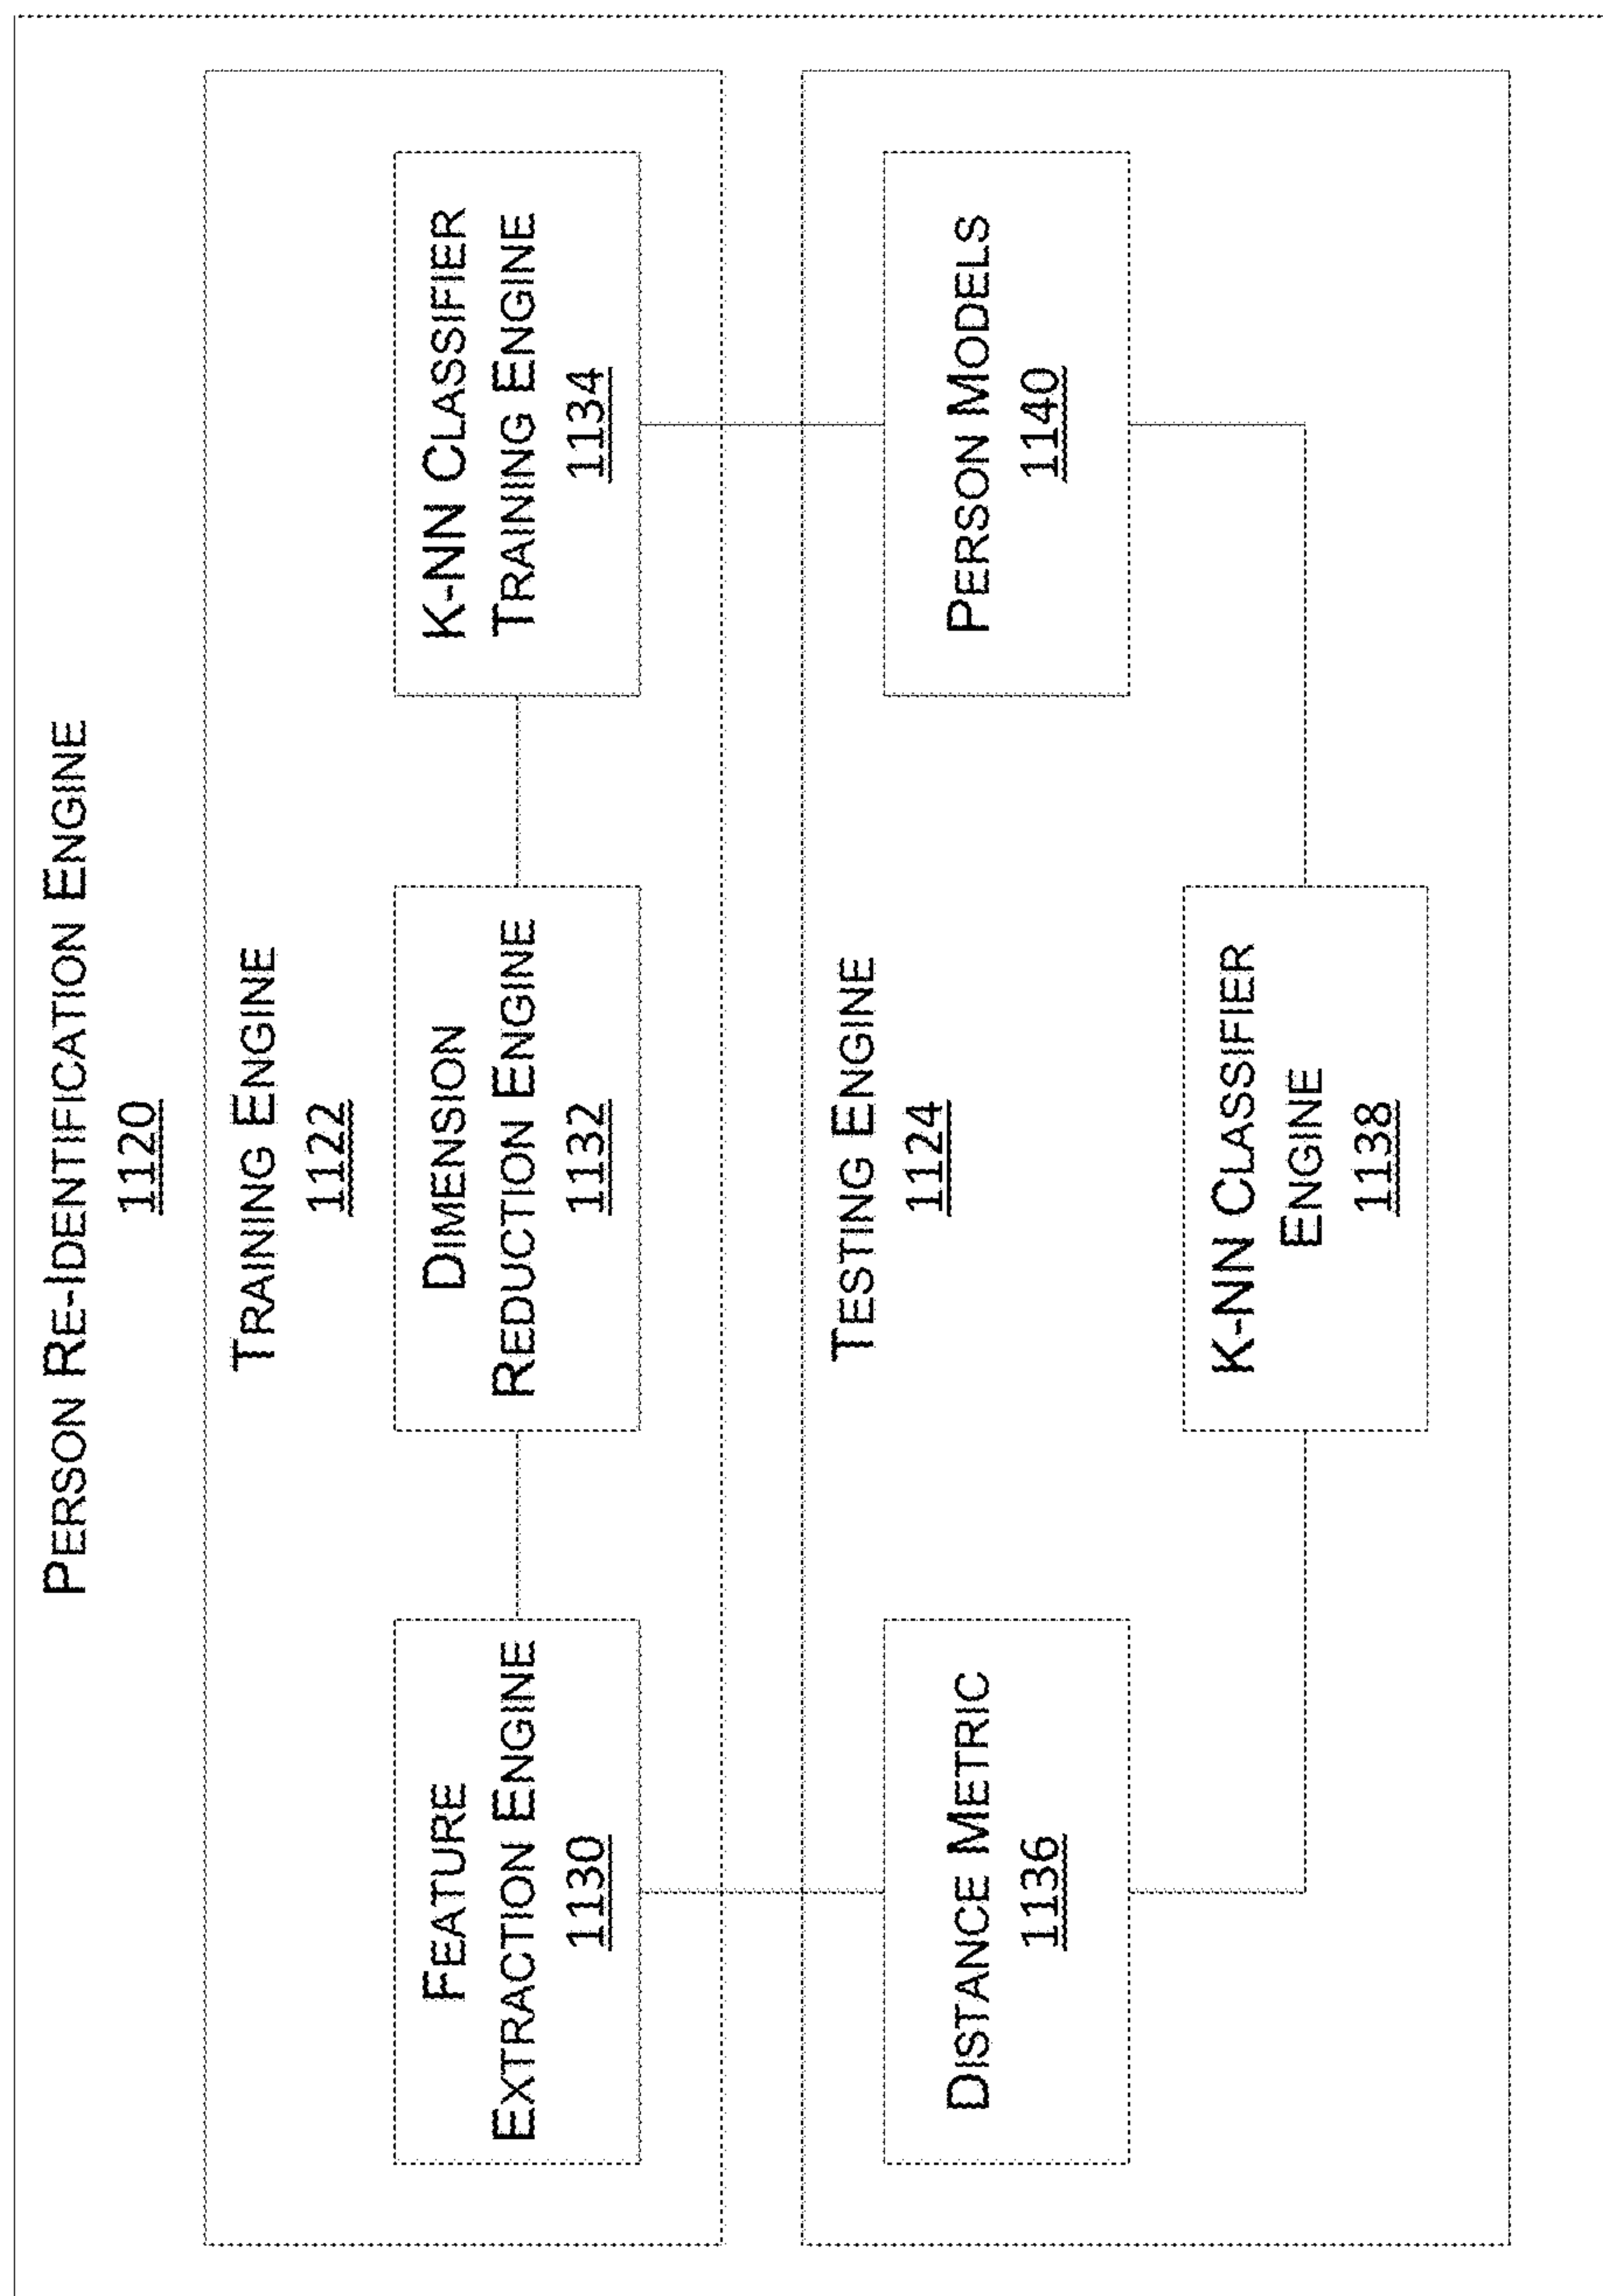 PERSON RE-IDENTIFICATION ENGINE
1120
TRAINING ENGINE
1122
FEATURE
EXTRACTION ENGINE
1130
DIMENSION
REDUCTION ENGINE
1132
K-NN CLASSIFIER
TRAINING ENGINE
1134
TESTING ENGINE
1124
DISTANCE METRIC
1136
PERSON MODELS
1140
K-NN CLASSIFIER
ENGINE
1138